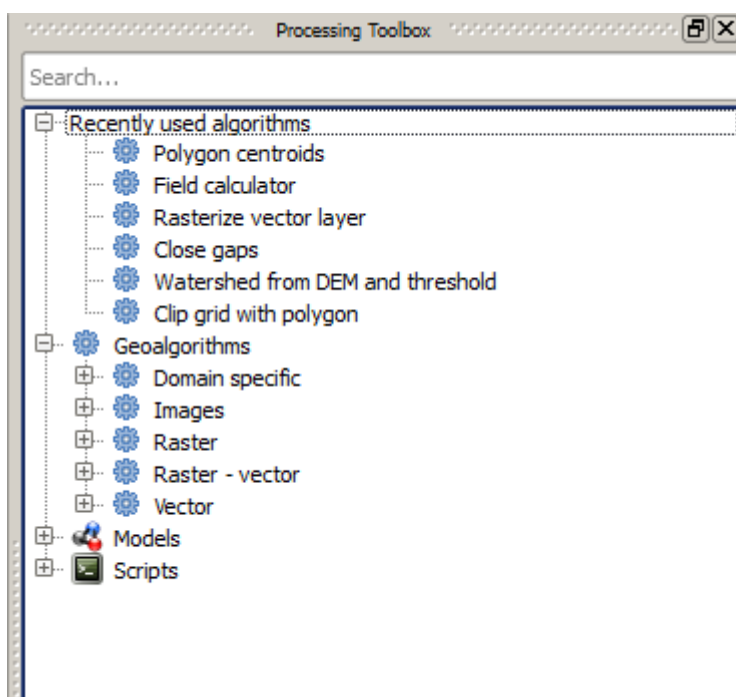 Processing Toolbox
Search...
Recently used algorithms
Polygon centroids
Field calculator
Rasterize vector layer
Close gaps
Watershed from DEM and threshold
Clip grid with polygon
Geoalgorithms
Domain specific
Images
Raster
Raster - vector
Vector
Models
Scripts